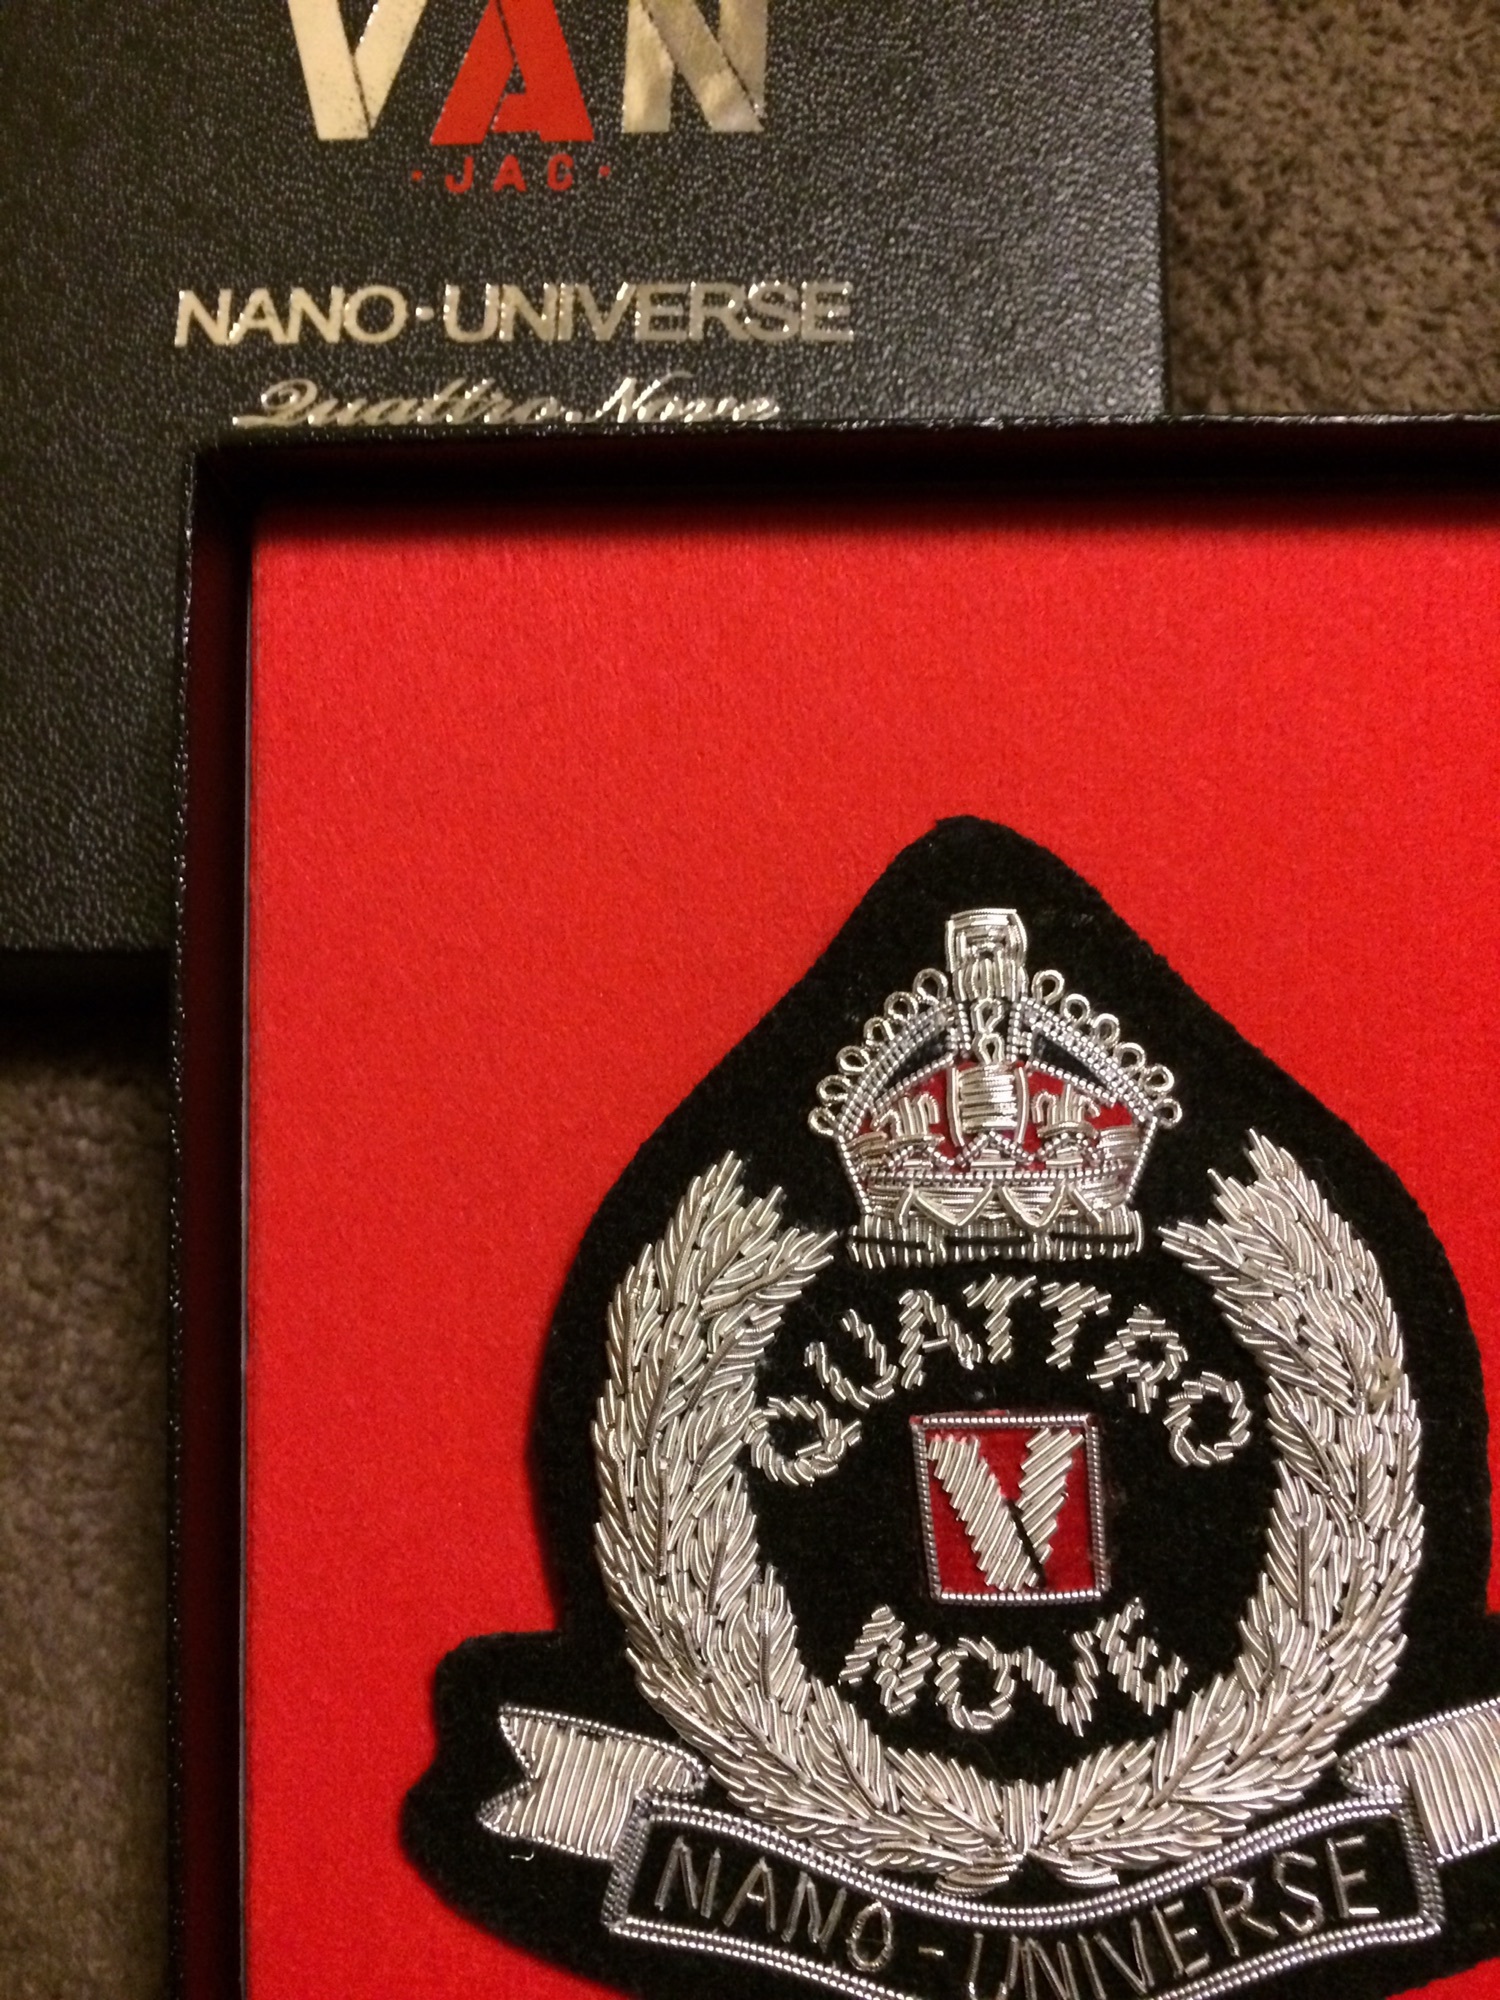 VAN
·JAC·
NANO·UNIVERSE
Quattro Nove
QUATTRO
V
NOVE
NANO-UNIVERSE